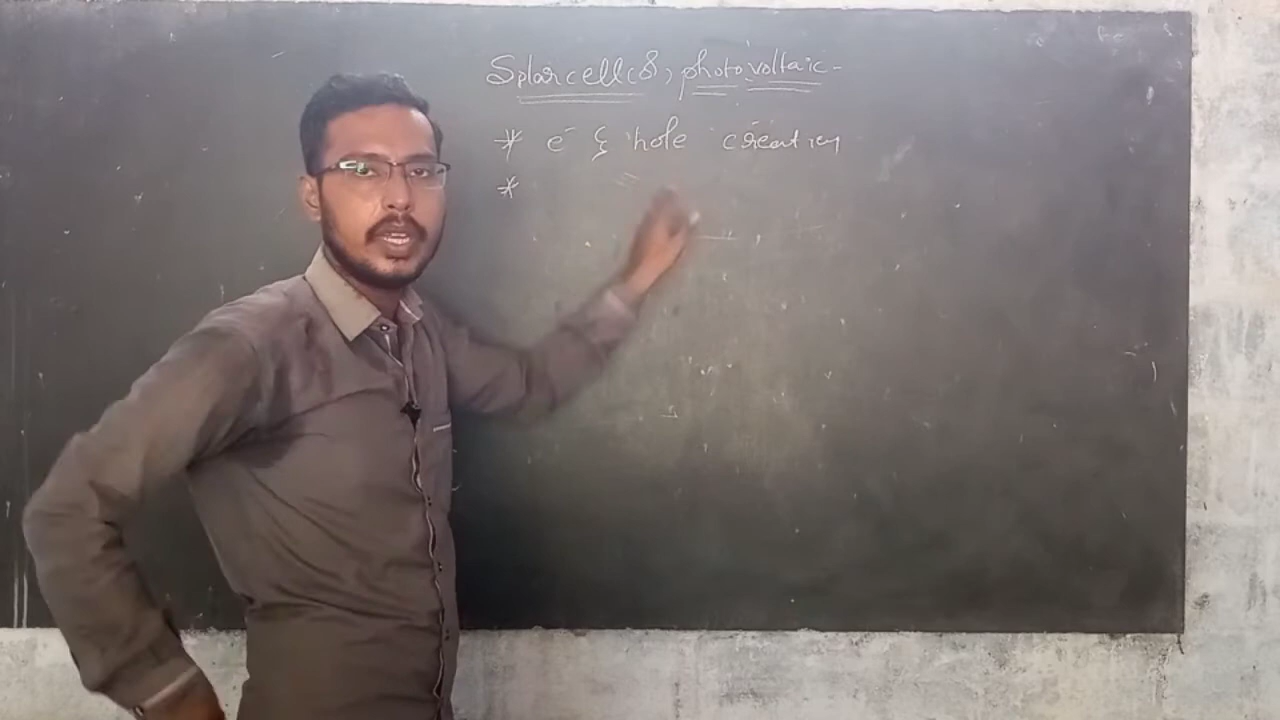 Solar cell (or) photovoltaic-
* e⁻ & hole creation
*